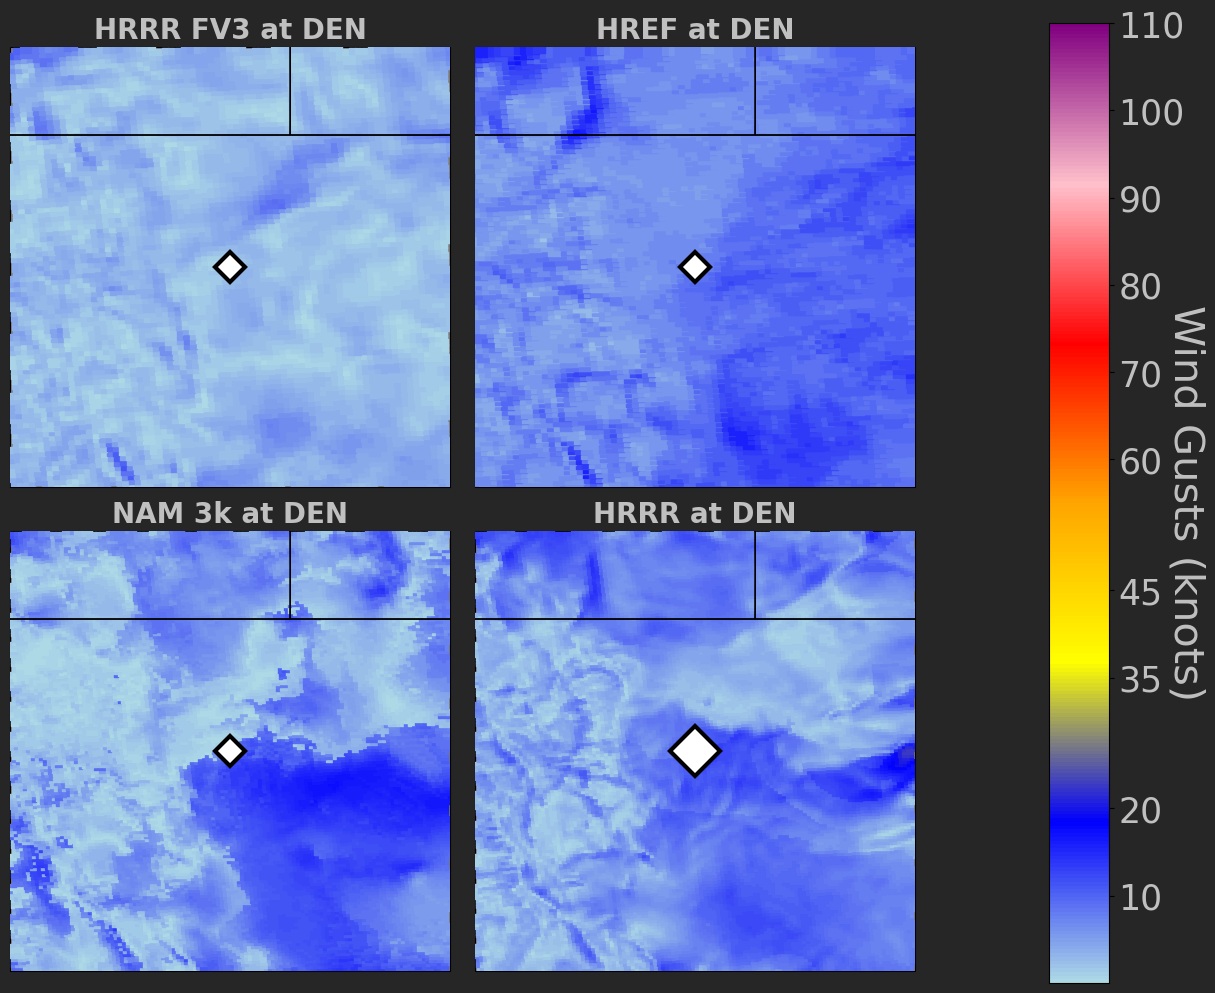 HRRR FV3 at DEN
HREF at DEN
NAM 3k at DEN
HRRR at DEN
110
100
90
80
70
60
45
35
20
10
Wind Gusts (knots)